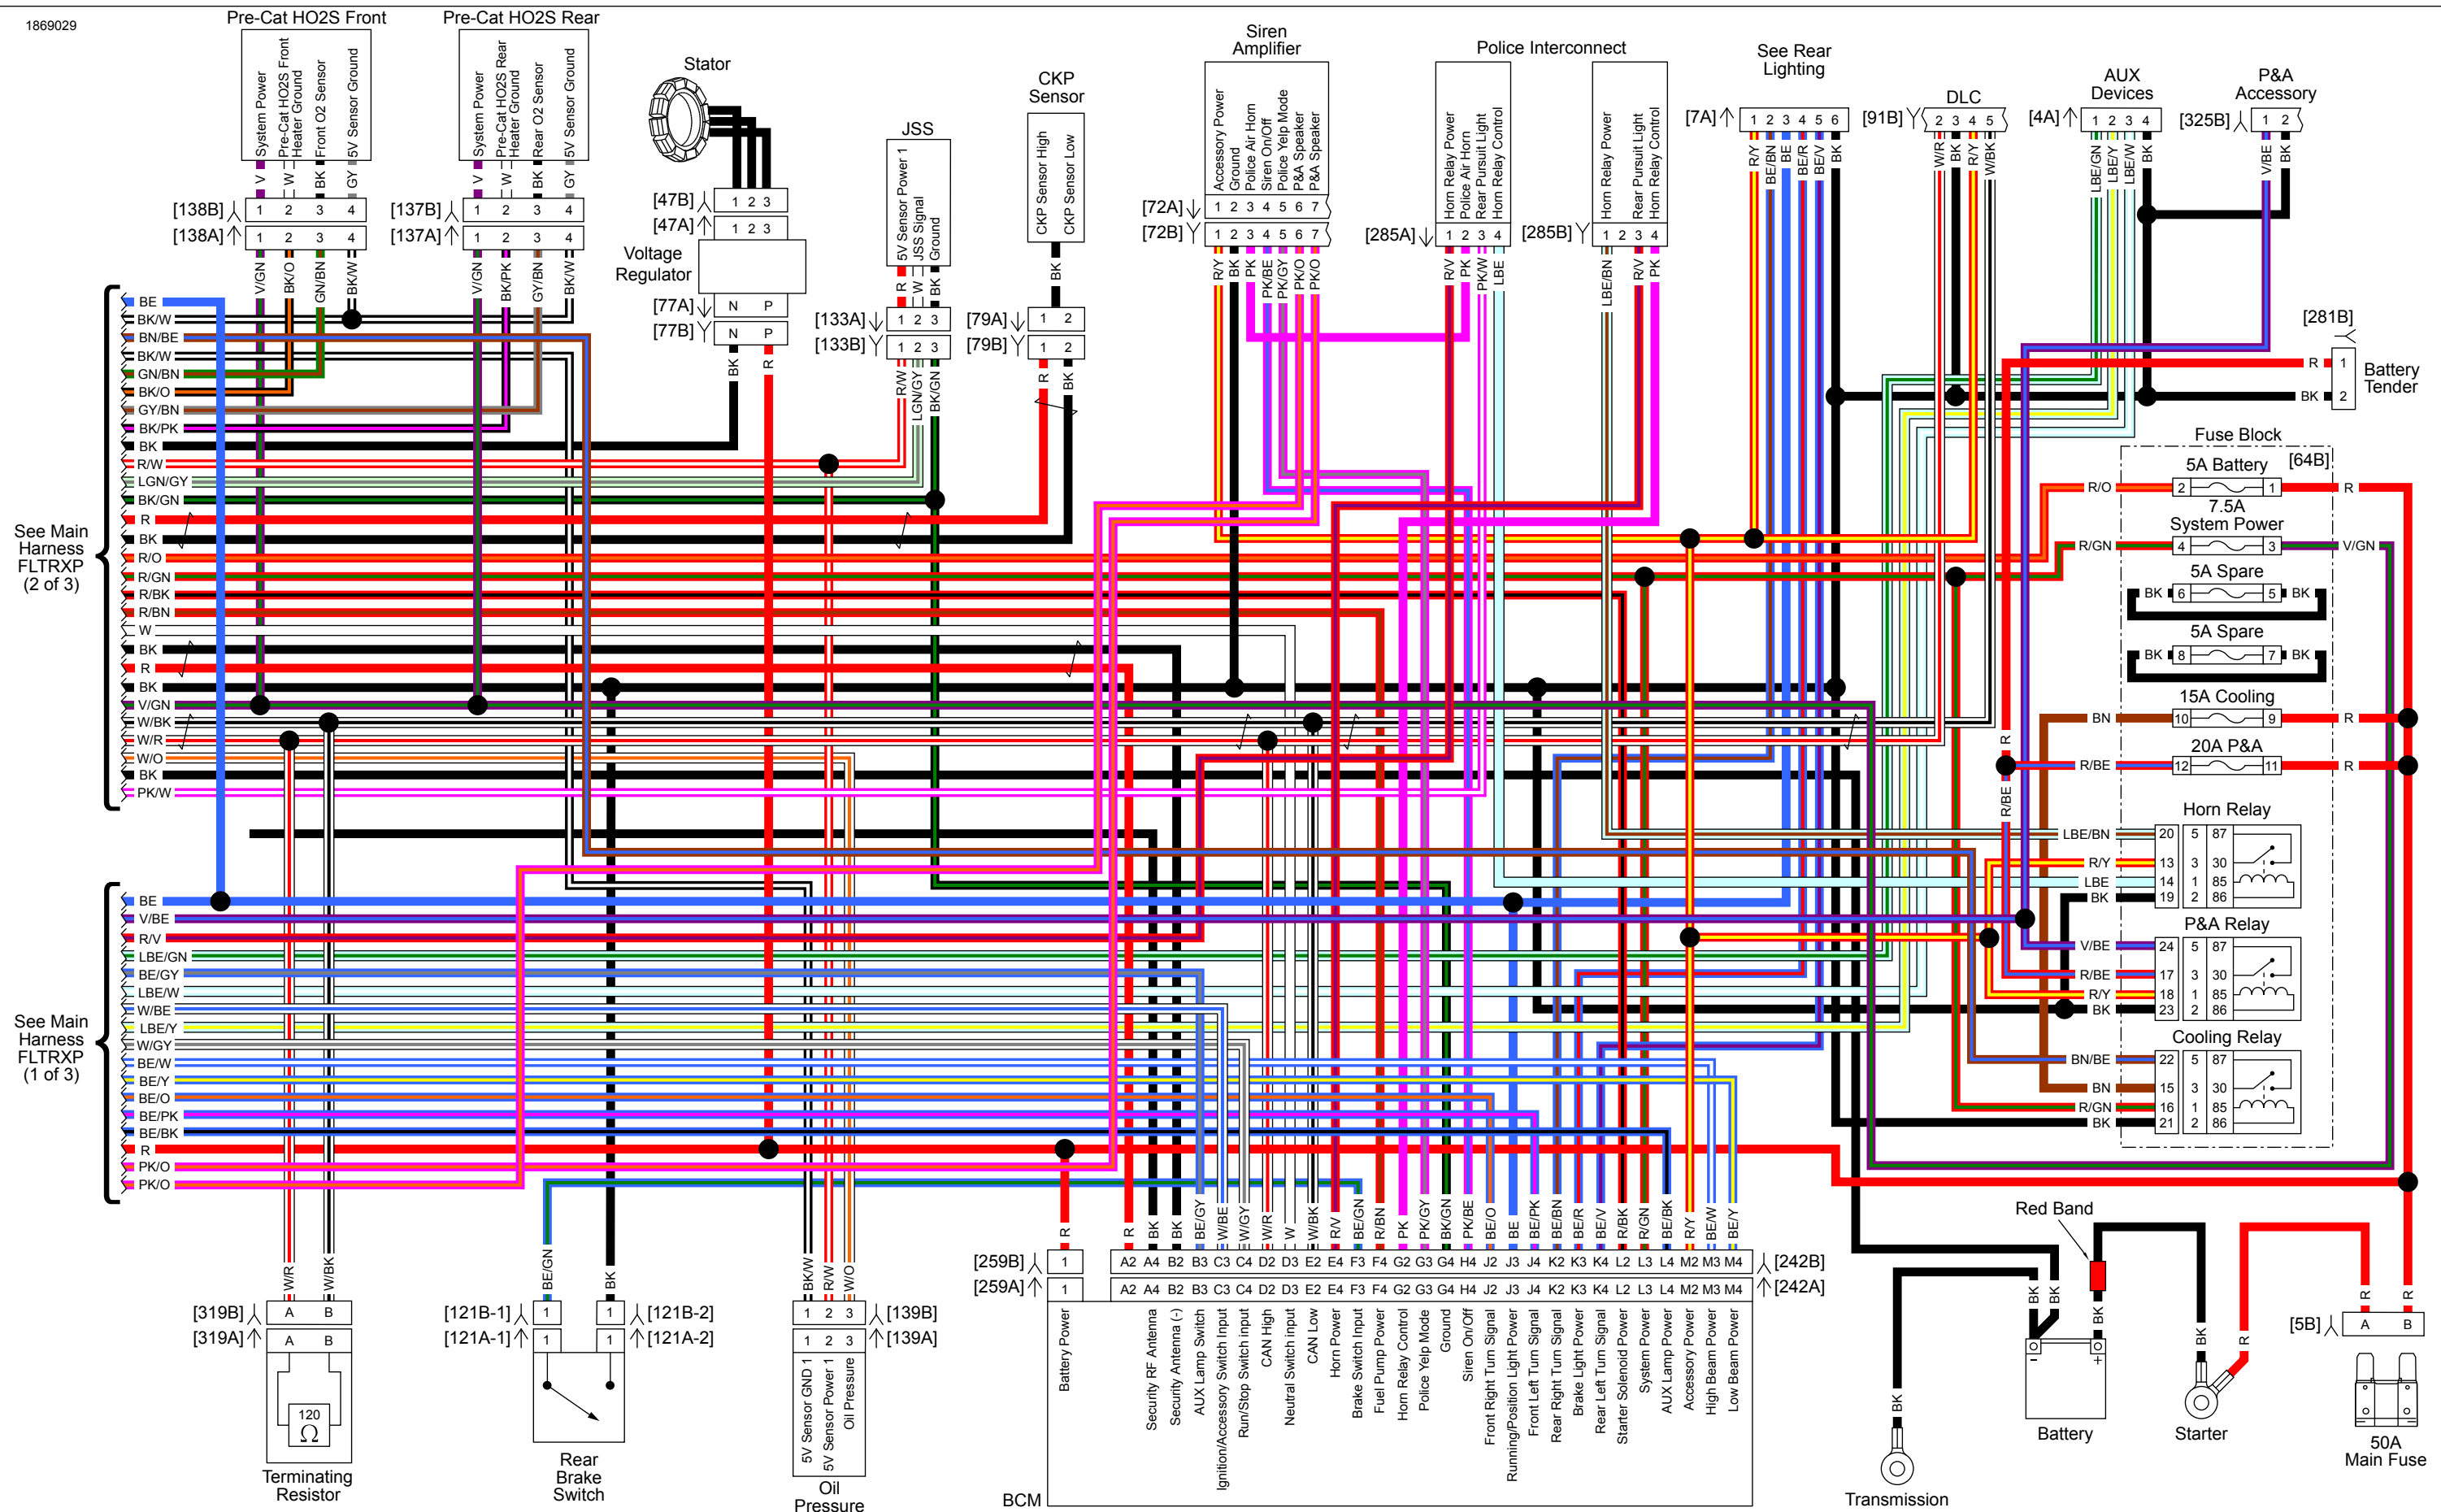 1869029
Pre-Cat HO2S Front
System Power
Pre-Cat HO2S Front
Heater Ground
Front O2 Sensor
5V Sensor Ground
V
W
BK
GY
[138B]
1 2 3 4
[138A]
1 2 3 4
V/GN
BK/O
GN/BN
BK/W
Pre-Cat HO2S Rear
System Power
Pre-Cat HO2S Rear
Heater Ground
Rear O2 Sensor
5V Sensor Ground
V
W
BK
GY
[137B]
1 2 3 4
[137A]
1 2 3 4
V/GN
BK/PK
GY/BN
BK/W
Stator
[47B]
1 2 3
[47A]
1 2 3
Voltage
Regulator
[77A]
N P
[77B]
N P
BK
R
JSS
5V Sensor Power 1
JSS Signal
Ground
R
W
BK
[133A]
1 2 3
[133B]
1 2 3
R/W
LGN/GY
BK/GN
CKP
Sensor
CKP Sensor High
CKP Sensor Low
BK
[79A]
1 2
[79B]
1 2
R
BK
Siren
Amplifier
Accessory Power
Ground
Police Air Horn
Siren On/Off
Police Yelp Mode
P&A Speaker
P&A Speaker
[72A]
1 2 3 4 5 6 7
[72B]
1 2 3 4 5 6 7
R/Y
BK
PK
PK/BE
PK/GY
PK/O
PK/O
Police Interconnect
Horn Relay Power
Police Air Horn
Rear Pursuit Light
Horn Relay Control
[285A]
1 2 3 4
R/V
PK
PK/W
LBE
Horn Relay Power
Rear Pursuit Light
Horn Relay Control
[285B]
1 2 3 4
LBE/BN
R/V
PK
See Rear
Lighting
[7A]
1 2 3 4 5 6
R/Y
BE/BN
BE
BE/R
BE/V
BK
DLC
[91B]
2 3 4 5
W/R
BK
R/Y
W/BK
AUX
Devices
[4A]
1 2 3 4
LBE/GN
LBE/Y
LBE/W
BK
P&A
Accessory
[325B]
1 2
V/BE
BK
[281B]
R 1
BK 2
Battery
Tender
See Main
Harness
FLTRXP
(2 of 3)
BE
BK/W
BN/BE
BK/W
GN/BN
BK/O
GY/BN
BK/PK
BK
R/W
LGN/GY
BK/GN
R
BK
R/O
R/GN
R/BK
R/BN
W
BK
R
BK
V/GN
W/BK
W/R
W/O
BK
PK/W
See Main
Harness
FLTRXP
(1 of 3)
BE
V/BE
R/V
LBE/GN
BE/GY
LBE/W
W/BE
LBE/Y
W/GY
BE/W
BE/Y
BE/O
BE/PK
BE/BK
R
PK/O
PK/O
Fuse Block
[64B]
5A Battery
R/O 2 1 R
7.5A
System Power
R/GN 4 3 V/GN
5A Spare
BK 6 5 BK
5A Spare
BK 8 7 BK
15A Cooling
BN 10 9 R
20A P&A
R/BE 12 11 R
R
R/BE
Horn Relay
LBE/BN 20 5 87
R/Y 13 3 30
LBE 14 1 85
BK 19 2 86
P&A Relay
V/BE 24 5 87
R/BE 17 3 30
R/Y 18 1 85
BK 23 2 86
Cooling Relay
BN/BE 22 5 87
BN 15 3 30
R/GN 16 1 85
BK 21 2 86
W/R
W/BK
[319B]
A B
[319A]
A B
120
Ω
Terminating
Resistor
BE/GN
BK
[121B-1]
1 1
[121B-2]
[121A-1]
1 1
[121A-2]
Rear
Brake
Switch
BK/W
R/W
W/O
1 2 3
[139B]
1 2 3
[139A]
5V Sensor GND 1
5V Sensor Power 1
Oil Pressure
Oil
Pressure
R
[259B]
1
[259A]
1
Battery Power
R
BK
BK
BE/GY
W/BE
W/GY
W/R
W
W/BK
R/V
BE/GN
R/BN
PK
PK/GY
BK/GN
PK/BE
BE/O
BE
BE/PK
BE/BN
BE/R
BE/V
R/BK
R/GN
BE/BK
R/Y
BE/W
BE/Y
A2 A4 B2 B3 C3 C4 D2 D3 E2 E4 F3 F4 G2 G3 G4 H4 J2 J3 J4 K2 K3 K4 L2 L3 L4 M2 M3 M4
[242B]
A2 A4 B2 B3 C3 C4 D2 D3 E2 E4 F3 F4 G2 G3 G4 H4 J2 J3 J4 K2 K3 K4 L2 L3 L4 M2 M3 M4
[242A]
Security RF Antenna
Security Antenna (-)
AUX Lamp Switch
Ignition/Accessory Switch Input
Run/Stop Switch input
CAN High
Neutral Switch input
CAN Low
Horn Power
Brake Switch Input
Fuel Pump Power
Horn Relay Control
Police Yelp Mode
Ground
Siren On/Off
Front Right Turn Signal
Running/Position Light Power
Front Left Turn Signal
Rear Right Turn Signal
Brake Light Power
Rear Left Turn Signal
Starter Solenoid Power
System Power
AUX Lamp Power
Accessory Power
High Beam Power
Low Beam Power
BCM
Red Band
BK
Transmission
BK
BK
BK
-
+
Battery
BK
R
Starter
R
R
[5B]
A B
50A
Main Fuse